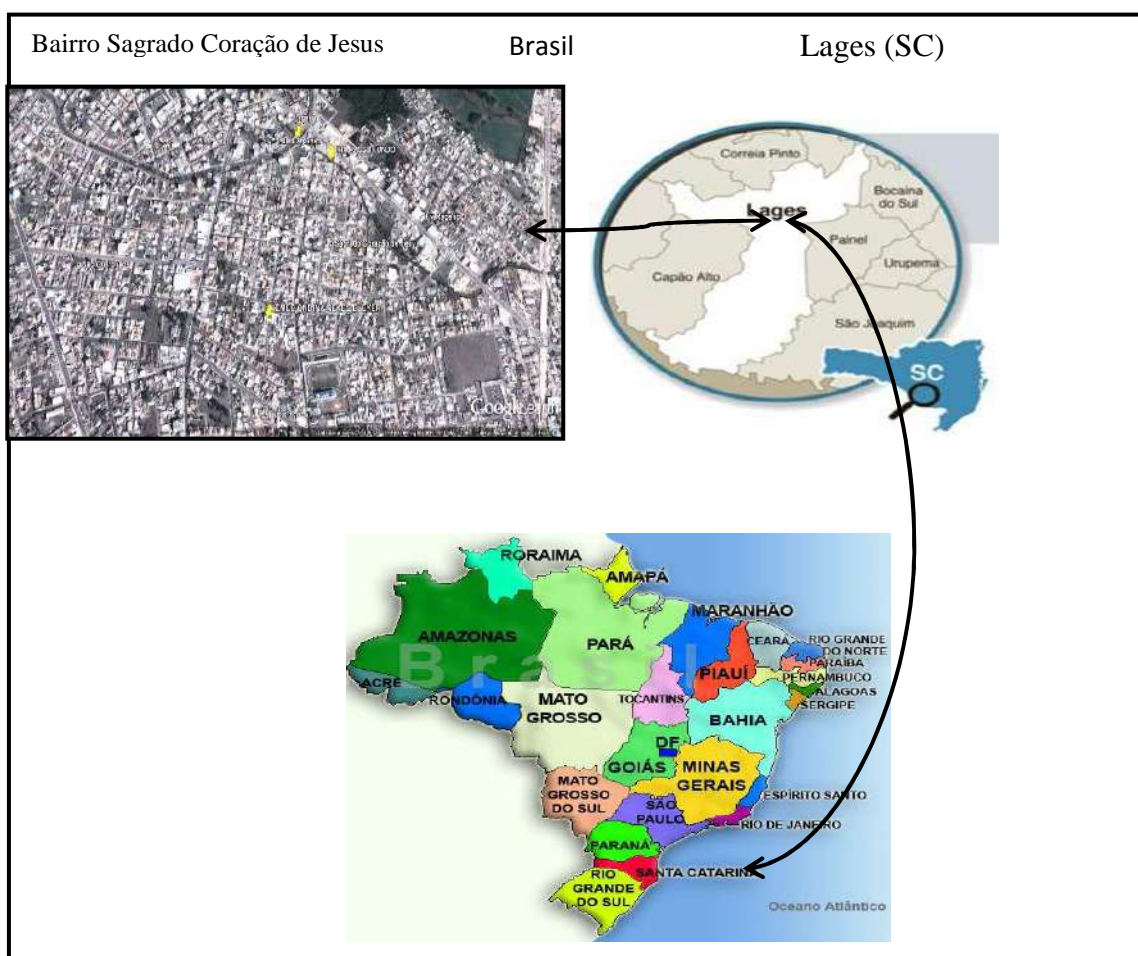 Bairro Sagrado Coração de Jesus
Brasil
Lages (SC)
Correia Pinto
Bocaina
do Sul
Lages
Painel
Urupema
Capão Alto
São Joaquim
SC
RORAIMA
AMAPÁ
AMAZONAS
PARÁ
MARANHÃO
CEARÁ
RIO GRANDE
DO NORTE
PARAÍBA
PERNAMBUCO
ALAGOAS
SERGIPE
PIAUÍ
Brasil
ACRE
RONDÔNIA
MATO
GROSSO
TOCANTINS
BAHIA
DF
GOIÁS
MINAS
GERAIS
MATO
GROSSO
DO SUL
SÃO
PAULO
ESPÍRITO SANTO
RIO DE JANEIRO
PARANÁ
SANTA CATARINA
RIO
GRANDE
DO SUL
Oceano Atlântico